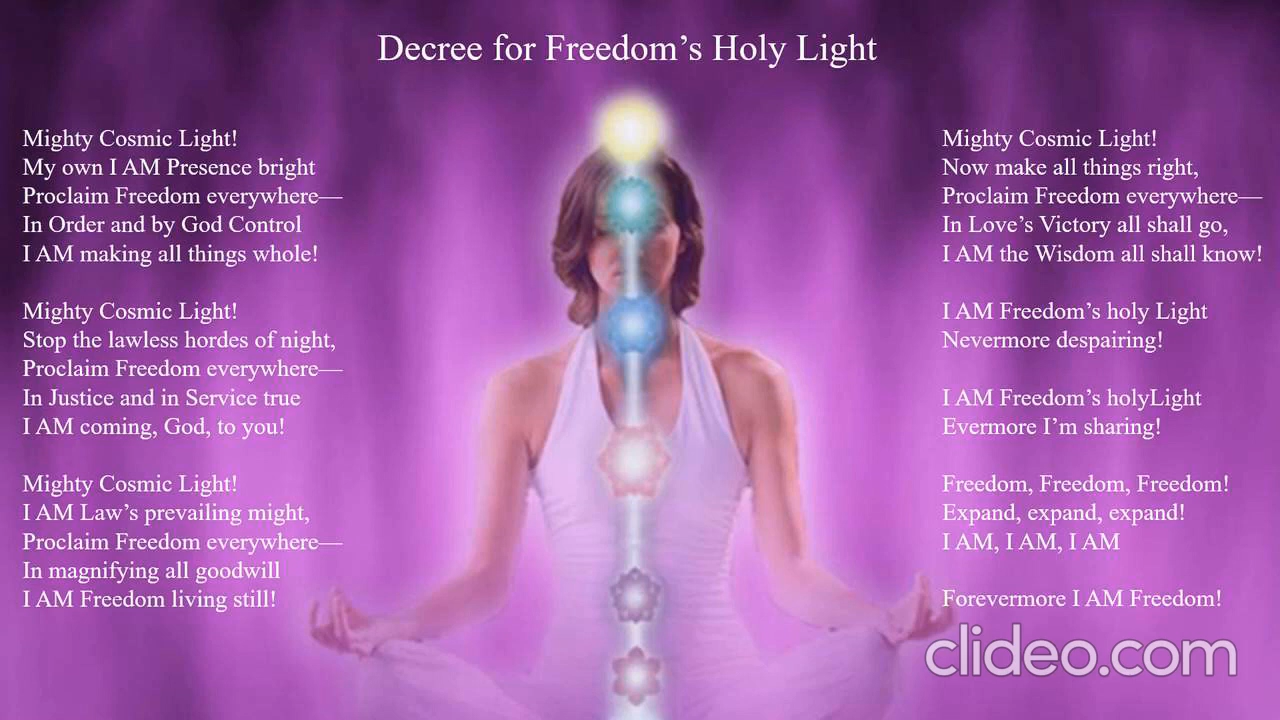 Decree for Freedom’s Holy Light
Mighty Cosmic Light!
My own I AM Presence bright
Proclaim Freedom everywhere—
In Order and by God Control
I AM making all things whole!
Mighty Cosmic Light!
Stop the lawless hordes of night,
Proclaim Freedom everywhere—
In Justice and in Service true
I AM coming, God, to you!
Mighty Cosmic Light!
I AM Law’s prevailing might,
Proclaim Freedom everywhere—
In magnifying all goodwill
I AM Freedom living still!
Mighty Cosmic Light!
Now make all things right,
Proclaim Freedom everywhere—
In Love’s Victory all shall go,
I AM the Wisdom all shall know!
I AM Freedom’s holy Light
Nevermore despairing!
I AM Freedom’s holyLight
Evermore I’m sharing!
Freedom, Freedom, Freedom!
Expand, expand, expand!
I AM, I AM, I AM
Forevermore I AM Freedom!
clideo.com